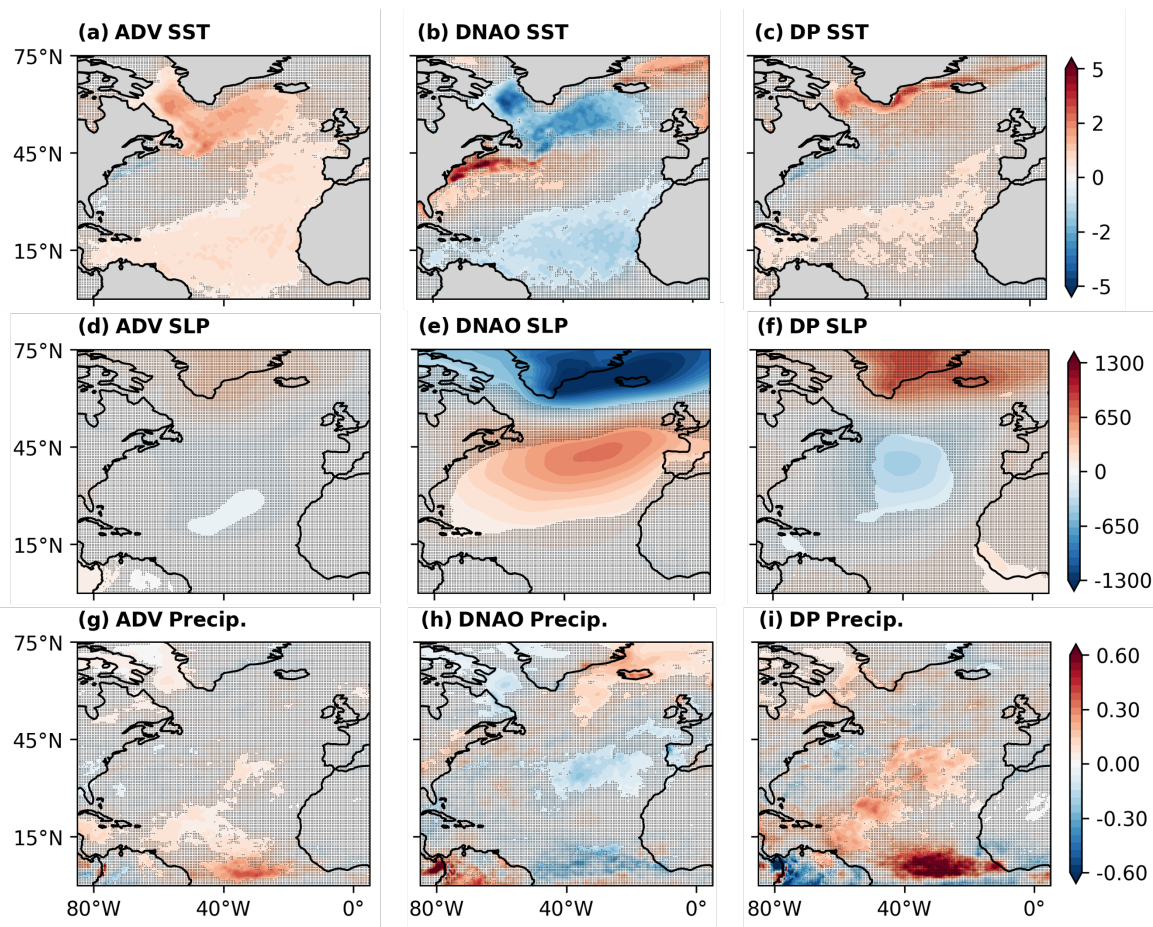 (a) ADV SST (b) DNAO SST (c) DP SST
75°N 5
2
45°N
0
15°N -2
-5
(d) ADV SLP (e) DNAO SLP (f) DP SLP
75°N 1300
650
45°N
0
-650
15°N
-1300
(g) ADV Precip. (h) DNAO Precip. (i) DP Precip.
75°N 0.60
0.30
45°N
0.00
-0.30
15°N
-0.60
80°W 40°W 0° 80°W 40°W 0° 80°W 40°W 0°